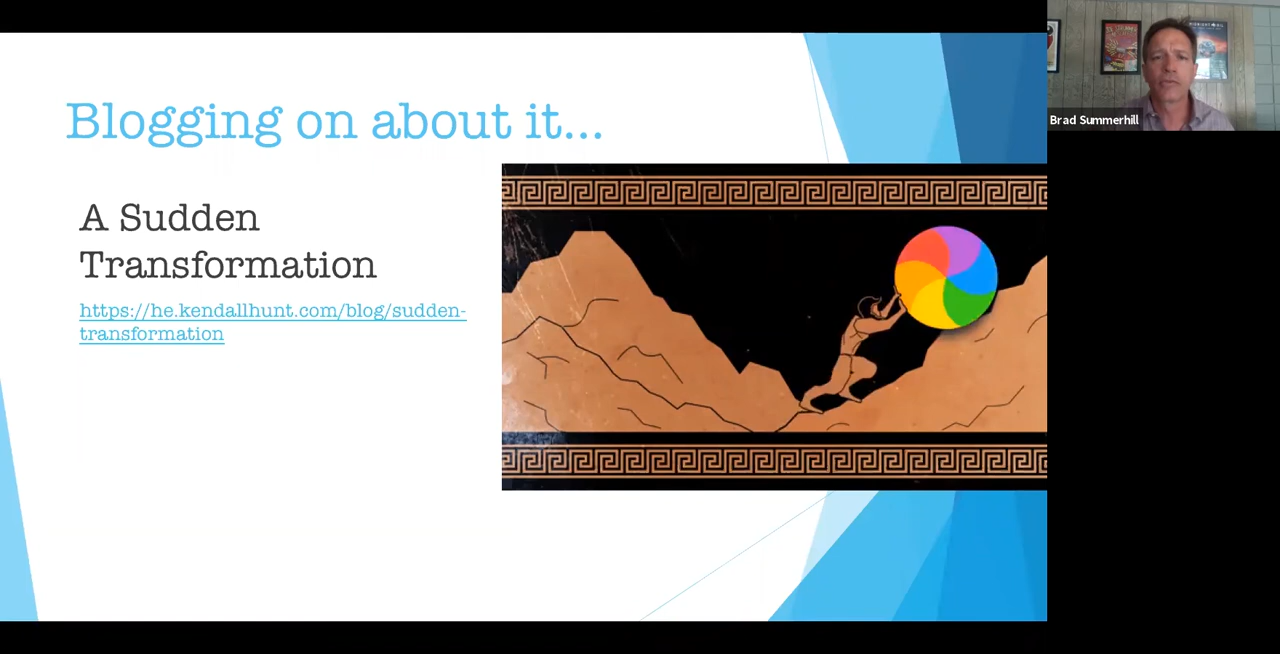 Blogging on about it...
A Sudden
Transformation
https://he.kendallhunt.com/blog/sudden-
transformation
Brad Summerhill